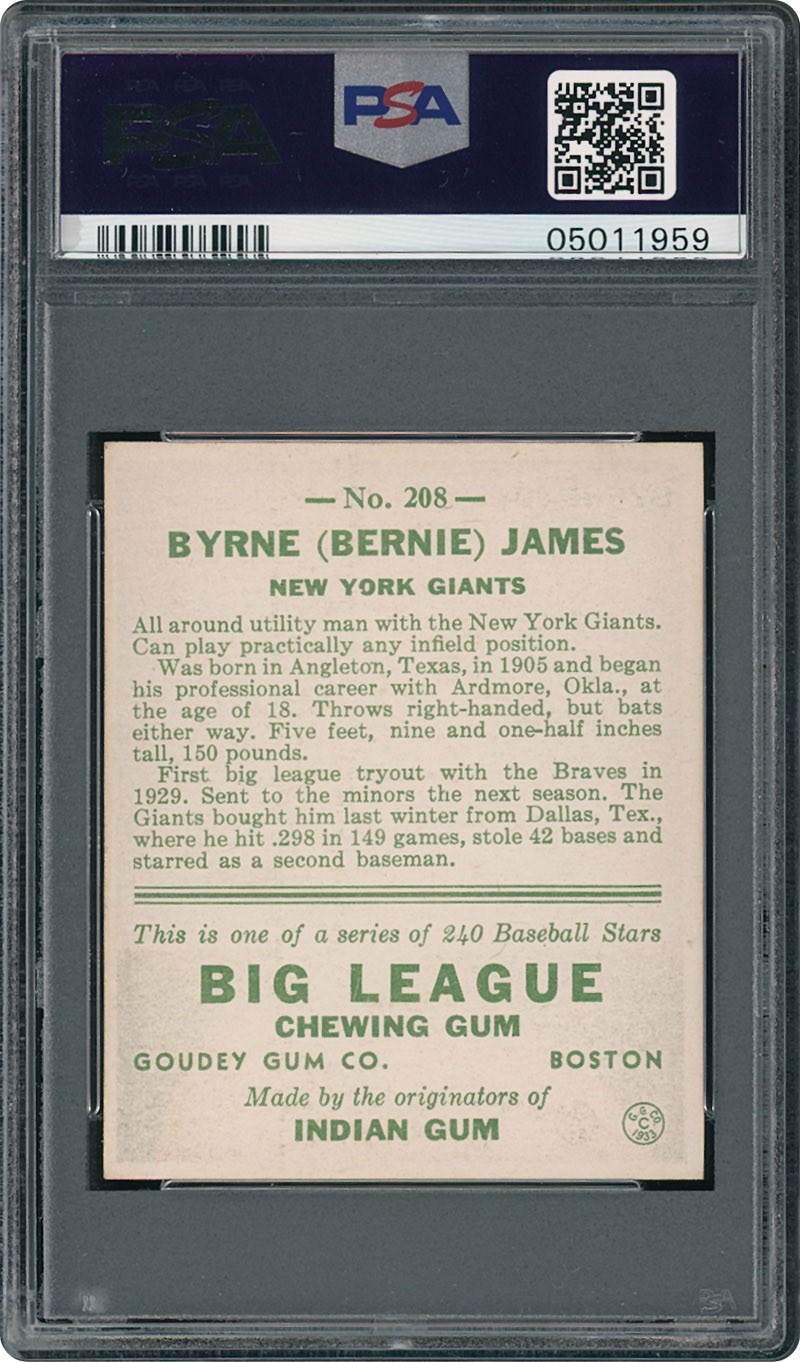 PSA
05011959
— No. 208 —
BYRNE (BERNIE) JAMES
NEW YORK GIANTS
All around utility man with the New York Giants.
Can play practically any infield position.
Was born in Angleton, Texas, in 1905 and began
his professional career with Ardmore, Okla., at
the age of 18. Throws right-handed, but bats
either way. Five feet, nine and one-half inches
tall, 150 pounds.
First big league tryout with the Braves in
1929. Sent to the minors the next season. The
Giants bought him last winter from Dallas, Tex.,
where he hit .298 in 149 games, stole 42 bases and
starred as a second baseman.
This is one of a series of 240 Baseball Stars
BIG LEAGUE
CHEWING GUM
GOUDEY GUM CO. BOSTON
Made by the originators of
INDIAN GUM
G. G. CO.
C
1933
PSA